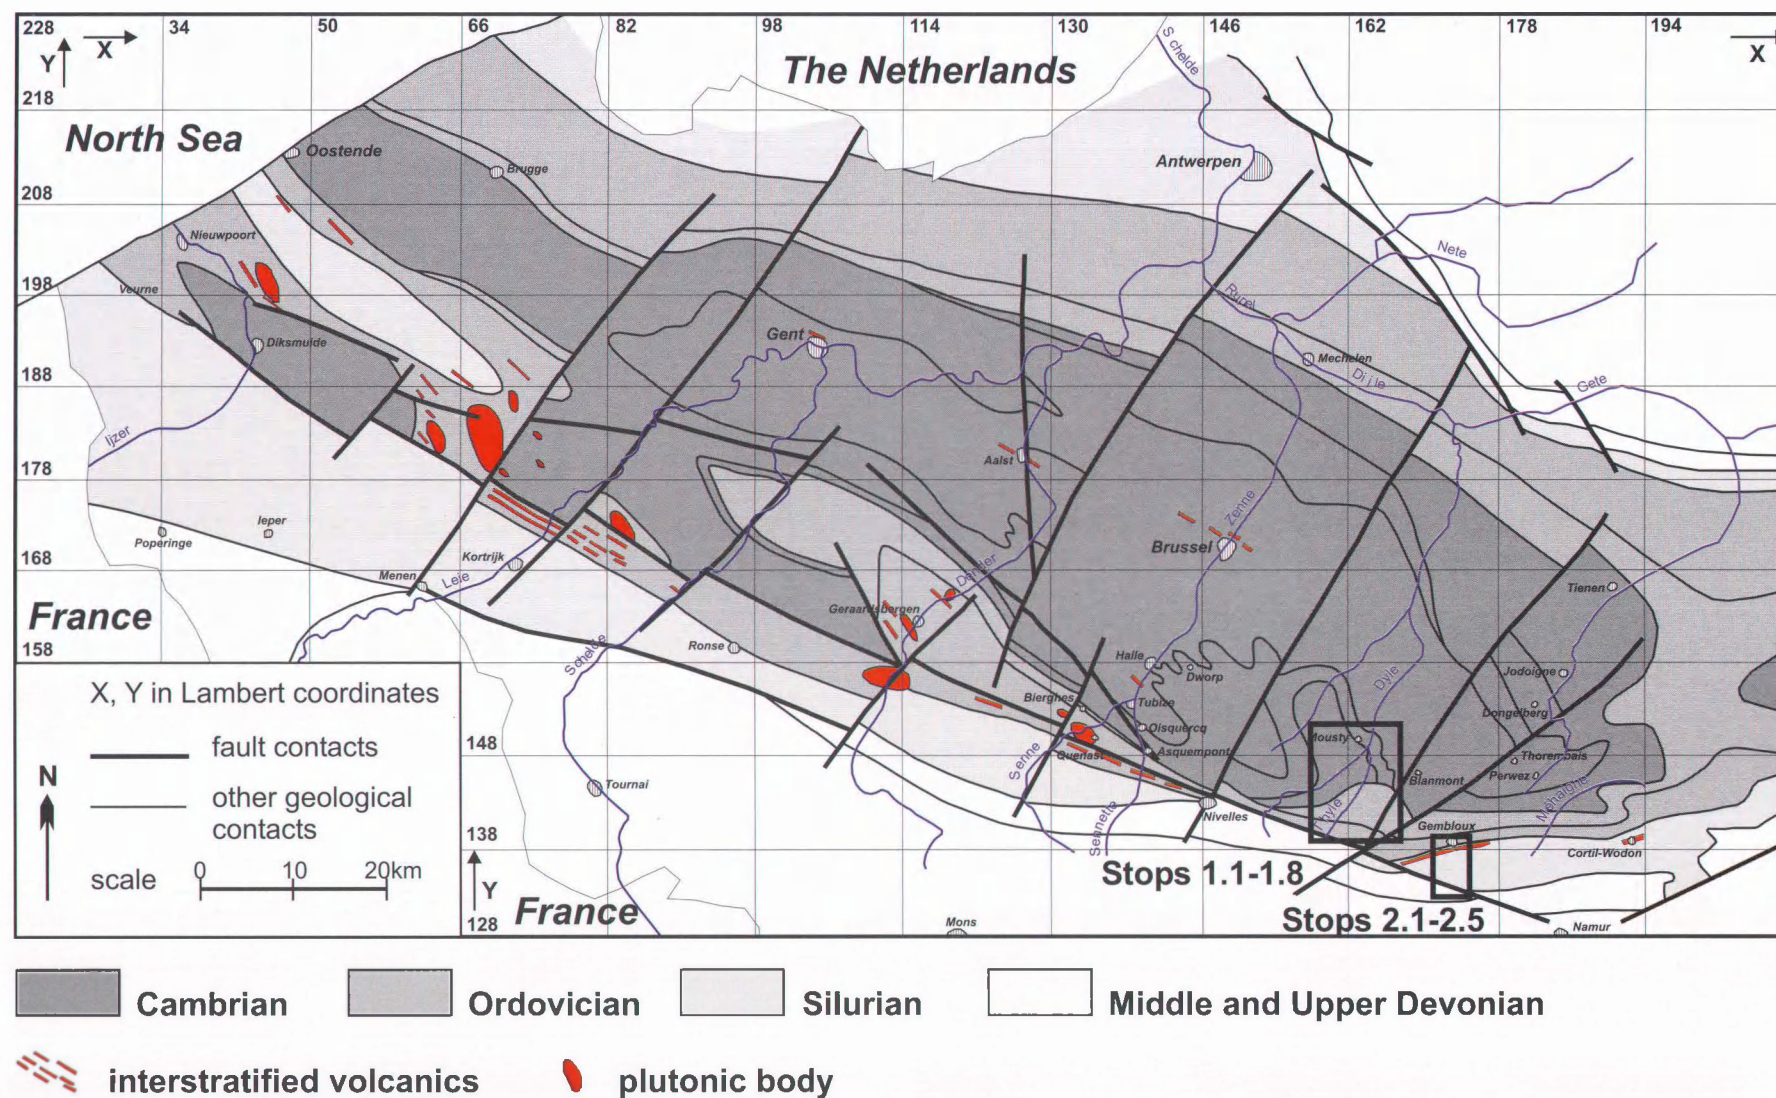 228 34 50 66 82 98 114 130 146 162 178 194
Y X X
The Netherlands
Schelde
218
North Sea
Oostende
Brugge
Antwerpen
208
Nieuwpoort
Nete
198
Veurne
Rupel
Gent
Diksmuide
Mechelen
188
Dijle
Gete
Ijzer
Aalst
178
Zenne
Ieper
Poperinge
Brussel
Kortrijk
168
Menen
Leie
Dender
Tienen
France
Geraardsbergen
158
Ronse
Schelde
Halle
Dworp
Dyle
Jodoigne
X, Y in Lambert coordinates
Bierghes
Tubize
Dongelberg
fault contacts
148
Oisquercq
Mousty
Quenast
Asquempont
Thorembais
Senne
Blanmont
Perwez
N
Tournai
Mehaigne
other geological
contacts
Nivelles
Thyle
Sennette
138
Gembloux
Cortil-Wodon
scale 0 10 20km
Stops 1.1-1.8
Y
France
128
Mons
Stops 2.1-2.5
Namur
Cambrian Ordovician Silurian Middle and Upper Devonian
interstratified volcanics plutonic body